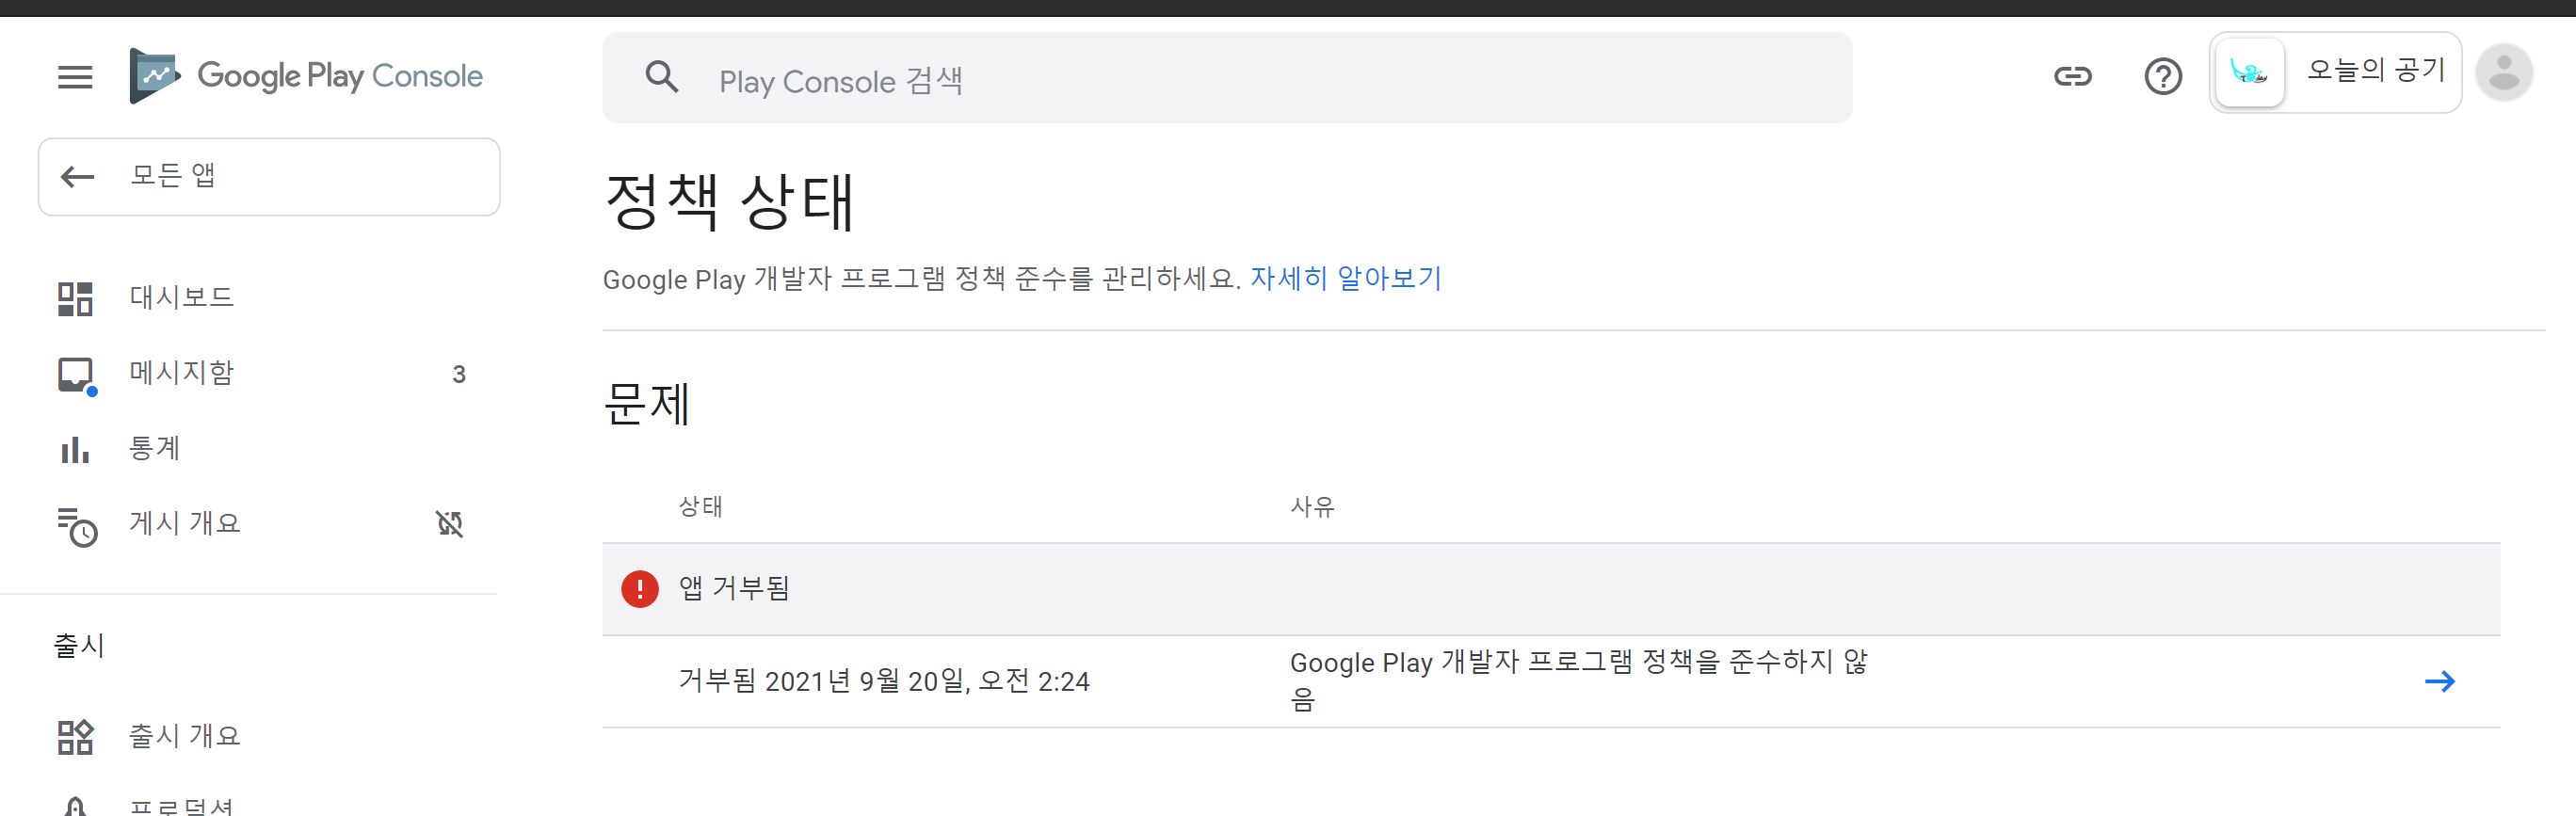 Google Play Console
Play Console 검색
오늘의 공기
모든 앱
대시보드
메시지함 3
통계
게시 개요
출시
출시 개요
프로덕션
정책 상태
Google Play 개발자 프로그램 정책 준수를 관리하세요. 자세히 알아보기
문제
상태 사유
앱 거부됨
거부됨 2021년 9월 20일, 오전 2:24
Google Play 개발자 프로그램 정책을 준수하지 않
음